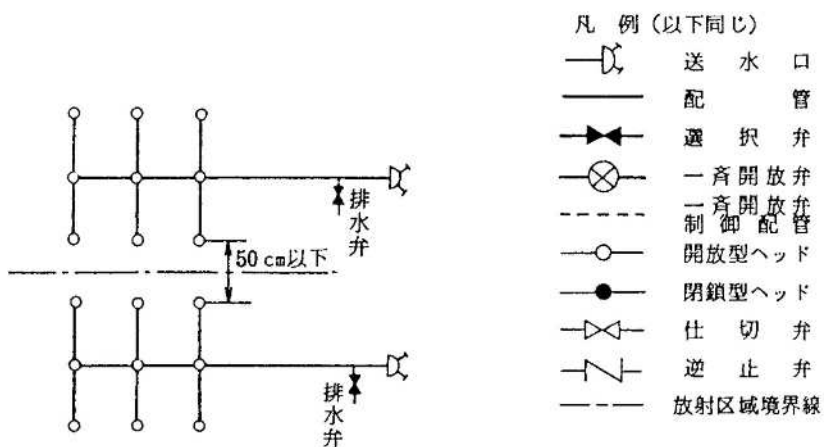 凡 例 (以下同じ)
送 水 口
配 管
選 択 弁
一 斉 開 放 弁
一 斉 開 放 弁
制 御 配 管
開放型ヘッド
閉鎖型ヘッド
仕 切 弁
逆 止 弁
放射区域境界線
排水弁
50 cm以下
排水弁